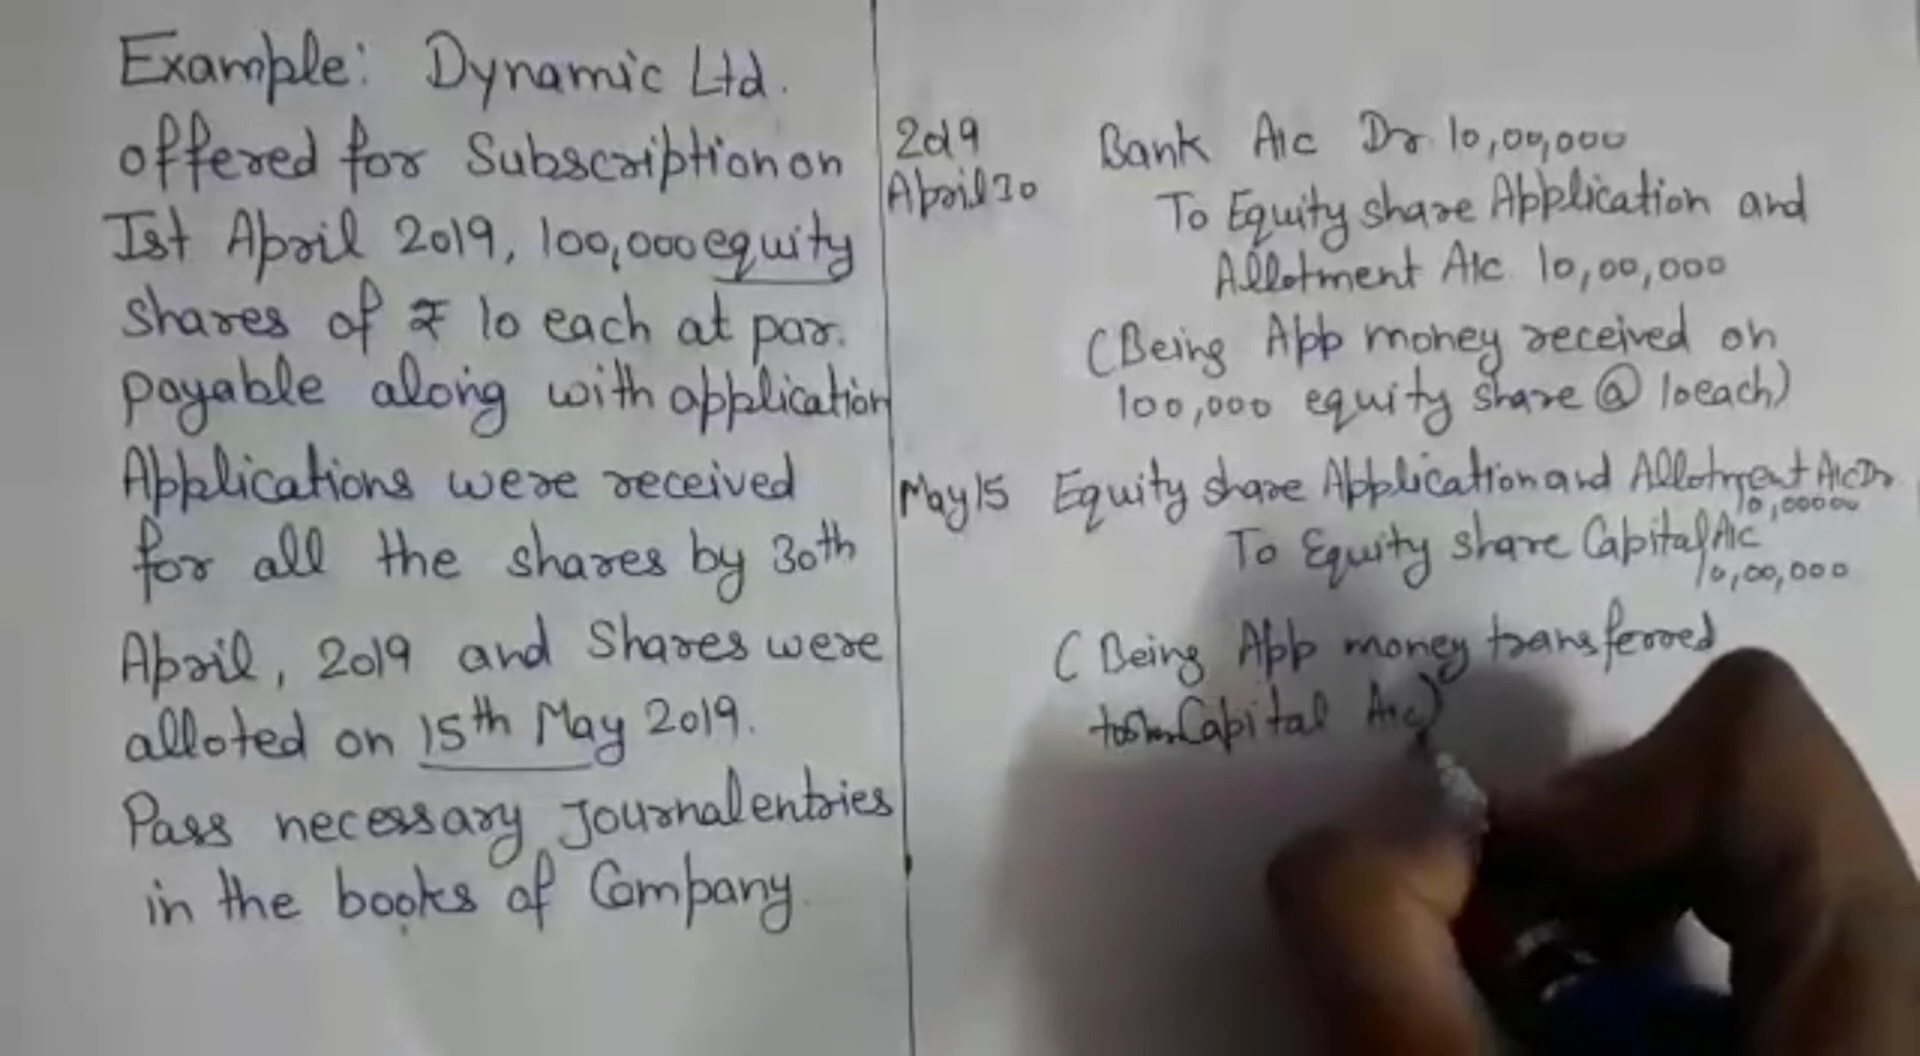 Example: Dynamic Ltd.
offered for Subscription on
Ist April 2019, 100,000 equity
shares of ₹ 10 each at par.
payable along with application
Applications were received
for all the shares by 30th
April, 2019 and Shares were
alloted on 15th May 2019.
Pass necessary Journal entries
in the books of Company.
2019
April 30
Bank A/c Dr. 10,00,000
To Equity share Application and
Allotment A/c 10,00,000
(Being App money received on
100,000 equity share @ 10 each)
May 15 Equity share Application and Allotment A/c Dr
10,00000
To Equity share Capital A/c
10,00,000
(Being App money transferred
to Capital A/c)